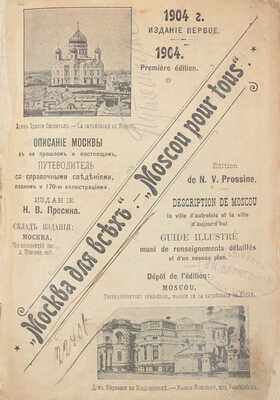 1904 г.
ИЗДАНІЕ ПЕРВОЕ.
1904.
Première édition.
Храмъ Христа Спасителя.— La cathédrale du Sauveur.
ОПИСАНІЕ МОСКВЫ
въ ея прошломъ и настоящемъ,
ПУТЕВОДИТЕЛЬ
со справочными свѣдѣніями,
планомъ и 170-ю иллюстраціями.
ИЗДАНІЕ
Н. В. Просина.
СКЛАДЪ ИЗДАНІЯ:
МОСКВА,
"Москва для всѣхъ" — "Moscou pour tous".
Edition
de N. V. Prossine.
DESCRIPTION DE MOSCOU
la ville d'autrefois et la ville
d'aujourd'hui
GUIDE ILLUSTRÉ
muni de renseignements détaillés
et d'un nouveau plan.
Dépôt de l'édition:
MOSCOU,